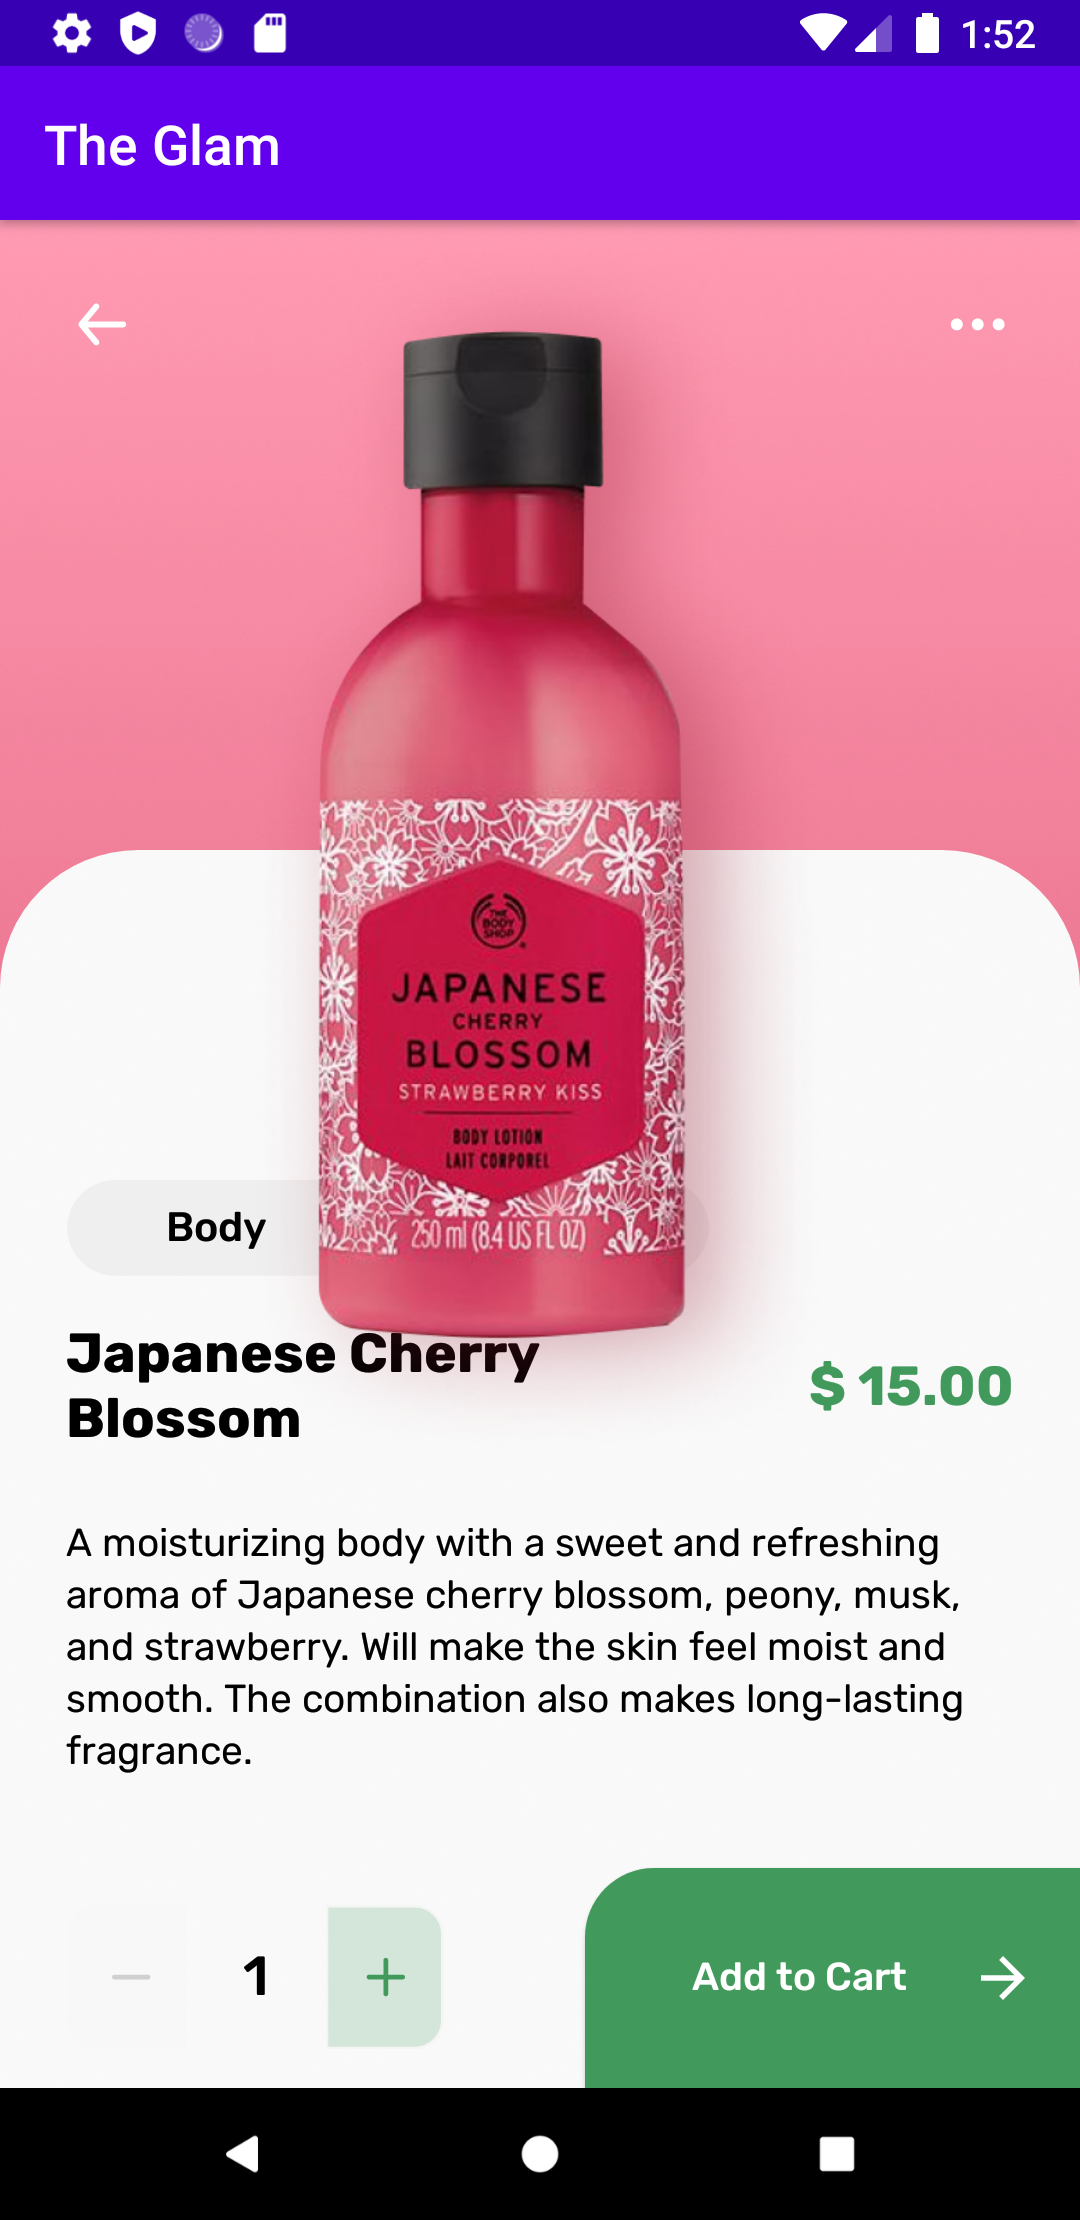 1:52
The Glam
THE
BODY
SHOP
JAPANESE
CHERRY
BLOSSOM
STRAWBERRY KISS
BODY LOTION
LAIT CORPOREL
250 ml (8.4 US FL OZ)
Body
Japanese Cherry
Blossom
$ 15.00
A moisturizing body with a sweet and refreshing
aroma of Japanese cherry blossom, peony, musk,
and strawberry. Will make the skin feel moist and
smooth. The combination also makes long-lasting
fragrance.
1
Add to Cart